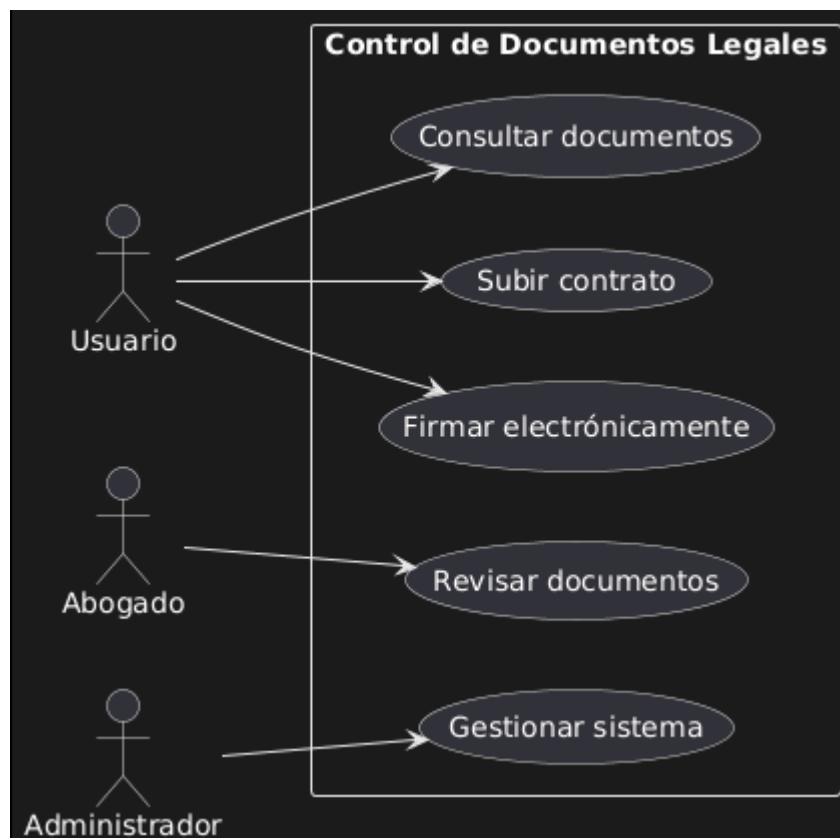 Control de Documentos Legales
Consultar documentos
Subir contrato
Usuario
Firmar electrónicamente
Abogado
Revisar documentos
Gestionar sistema
Administrador